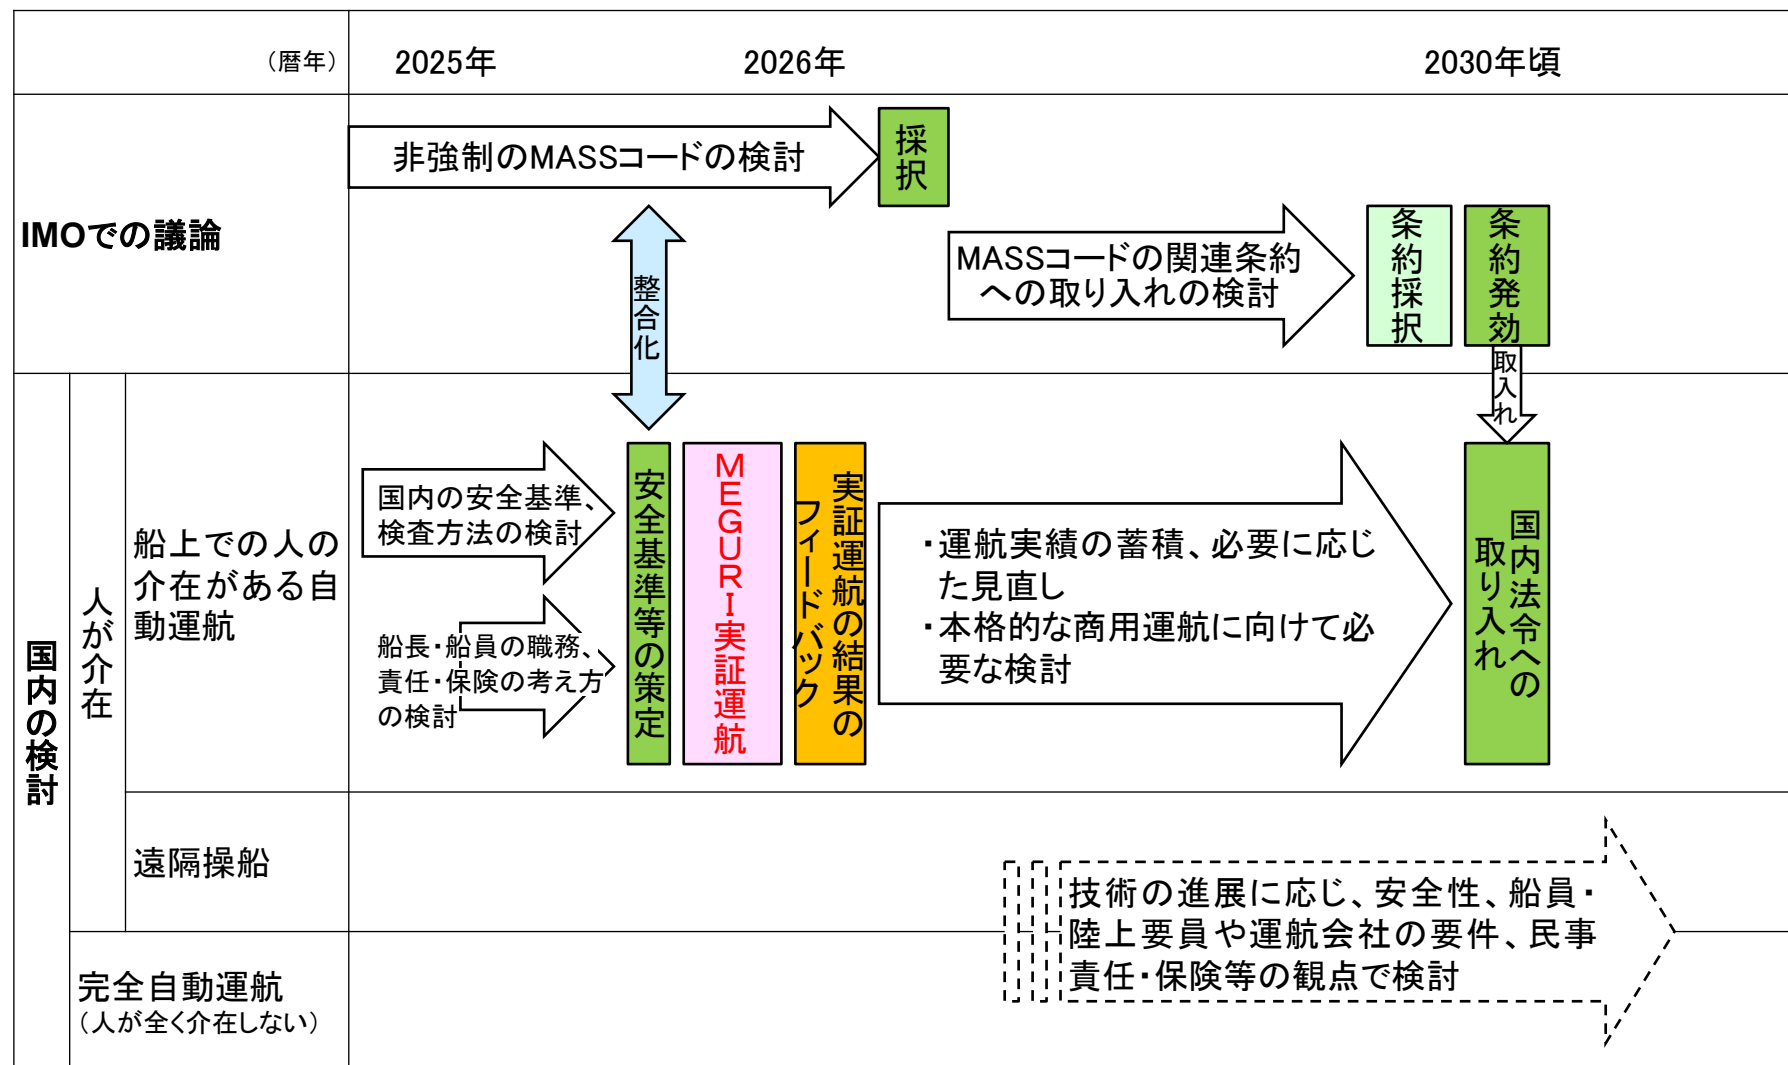 （暦年）
2025年
2026年
2030年頃
IMOでの議論
非強制のMASSコードの検討
採択
MASSコードの関連条約
への取り入れの検討
条約採択
条約発効
整合化
取入れ
国内の検討
人が介在
船上での人の
介在がある自
動運航
国内の安全基準、
検査方法の検討
船長・船員の職務、
責任・保険の考え方
の検討
安全基準等の策定
ＭＥＧＵＲＩ実証運航
実証運航の結果の
フィードバック
・運航実績の蓄積、必要に応じ
た見直し
・本格的な商用運航に向けて必
要な検討
国内法令への
取り入れ
遠隔操船
技術の進展に応じ、安全性、船員・
陸上要員や運航会社の要件、民事
責任・保険等の観点で検討
完全自動運航
（人が全く介在しない）